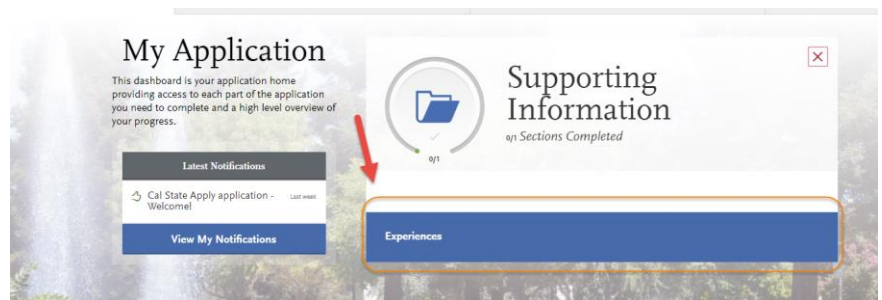 My Application
This dashboard is your application home
providing access to each part of the application
you need to complete and a high level overview of
your progress.
Latest Notifications
Cal State Apply application -
Welcome!
Last week
View My Notifications
Supporting
Information
0/1 Sections Completed
0/1
Experiences